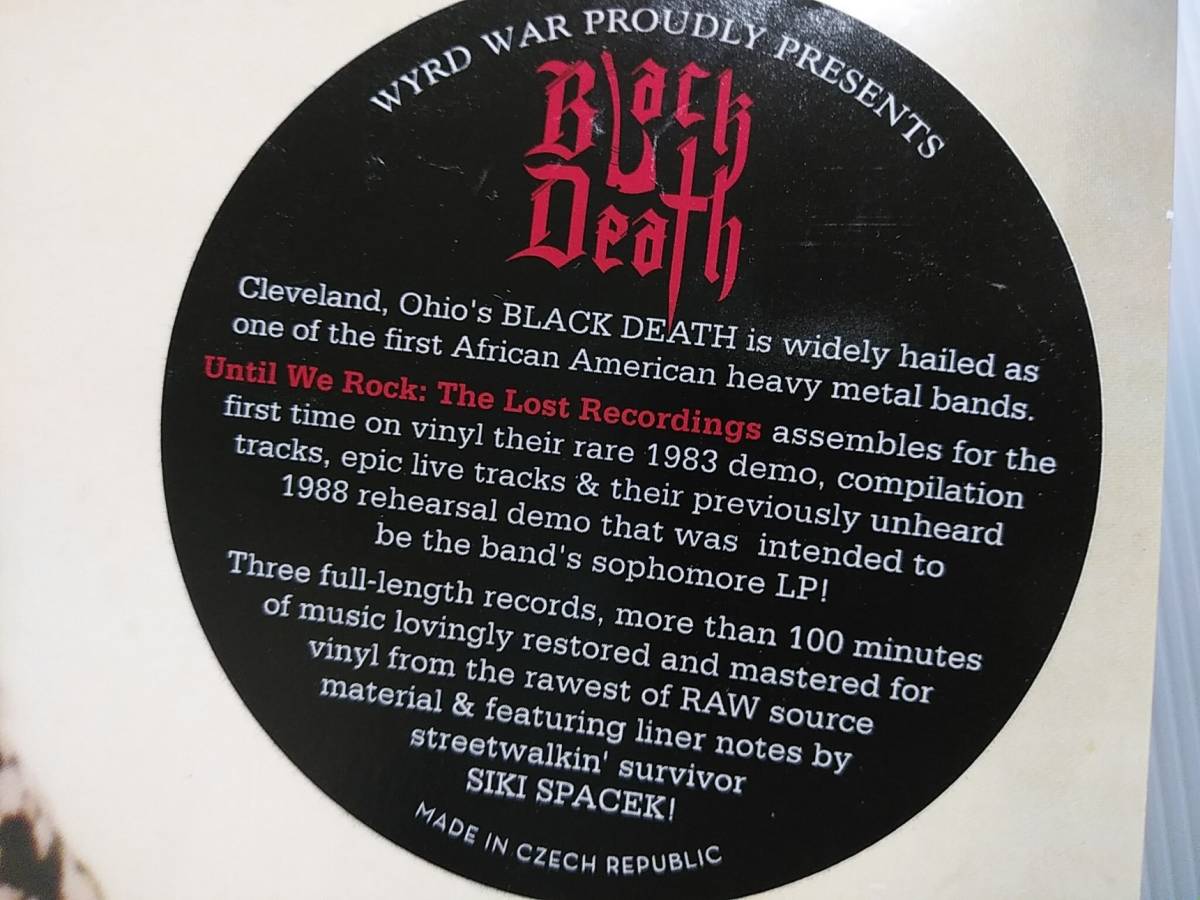 WYRD WAR PROUDLY PRESENTS
Black
Death
Cleveland, Ohio's BLACK DEATH is widely hailed as
one of the first African American heavy metal bands.
Until We Rock: The Lost Recordings assembles for the
first time on vinyl their rare 1983 demo, compilation
tracks, epic live tracks & their previously unheard
1988 rehearsal demo that was intended to
be the band's sophomore LP!
Three full-length records, more than 100 minutes
of music lovingly restored and mastered for
vinyl from the rawest of RAW source
material & featuring liner notes by
streetwalkin' survivor
SIKI SPACEK!
MADE IN CZECH REPUBLIC